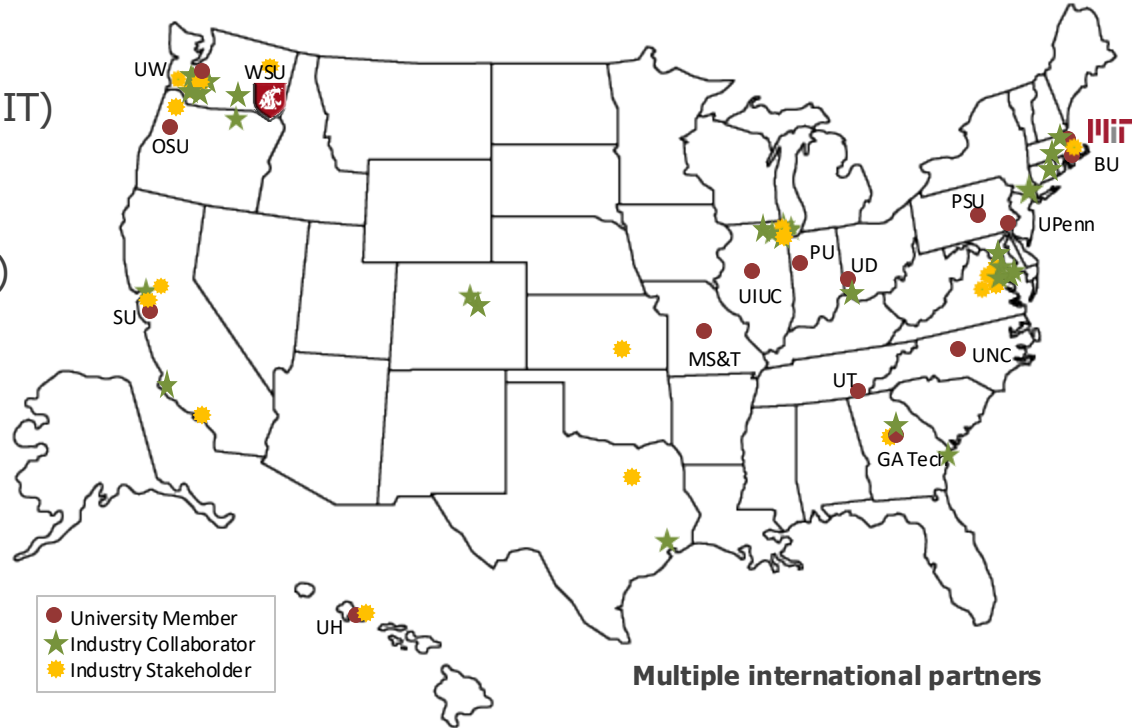 IT)
)
UW
WSU
OSU
MiT
BU
PSU
UPenn
PU
UD
UIUC
SU
MS&T
UNC
UT
GA Tech
UH
University Member
Industry Collaborator
Industry Stakeholder
Multiple international partners